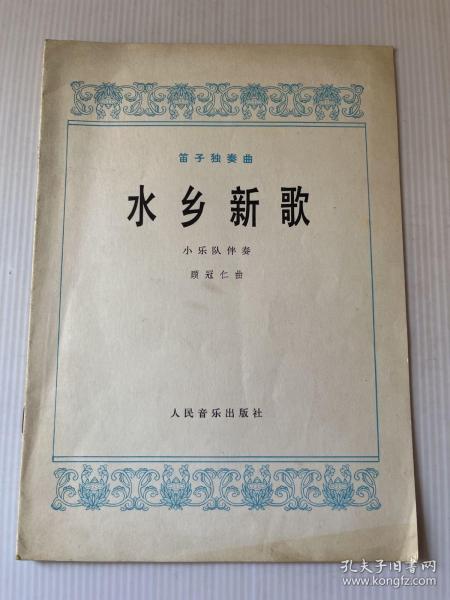 笛子独奏曲
水乡新歌
小乐队伴奏
顾冠仁曲
人民音乐出版社
孔夫子旧书网
www.kongfz.com